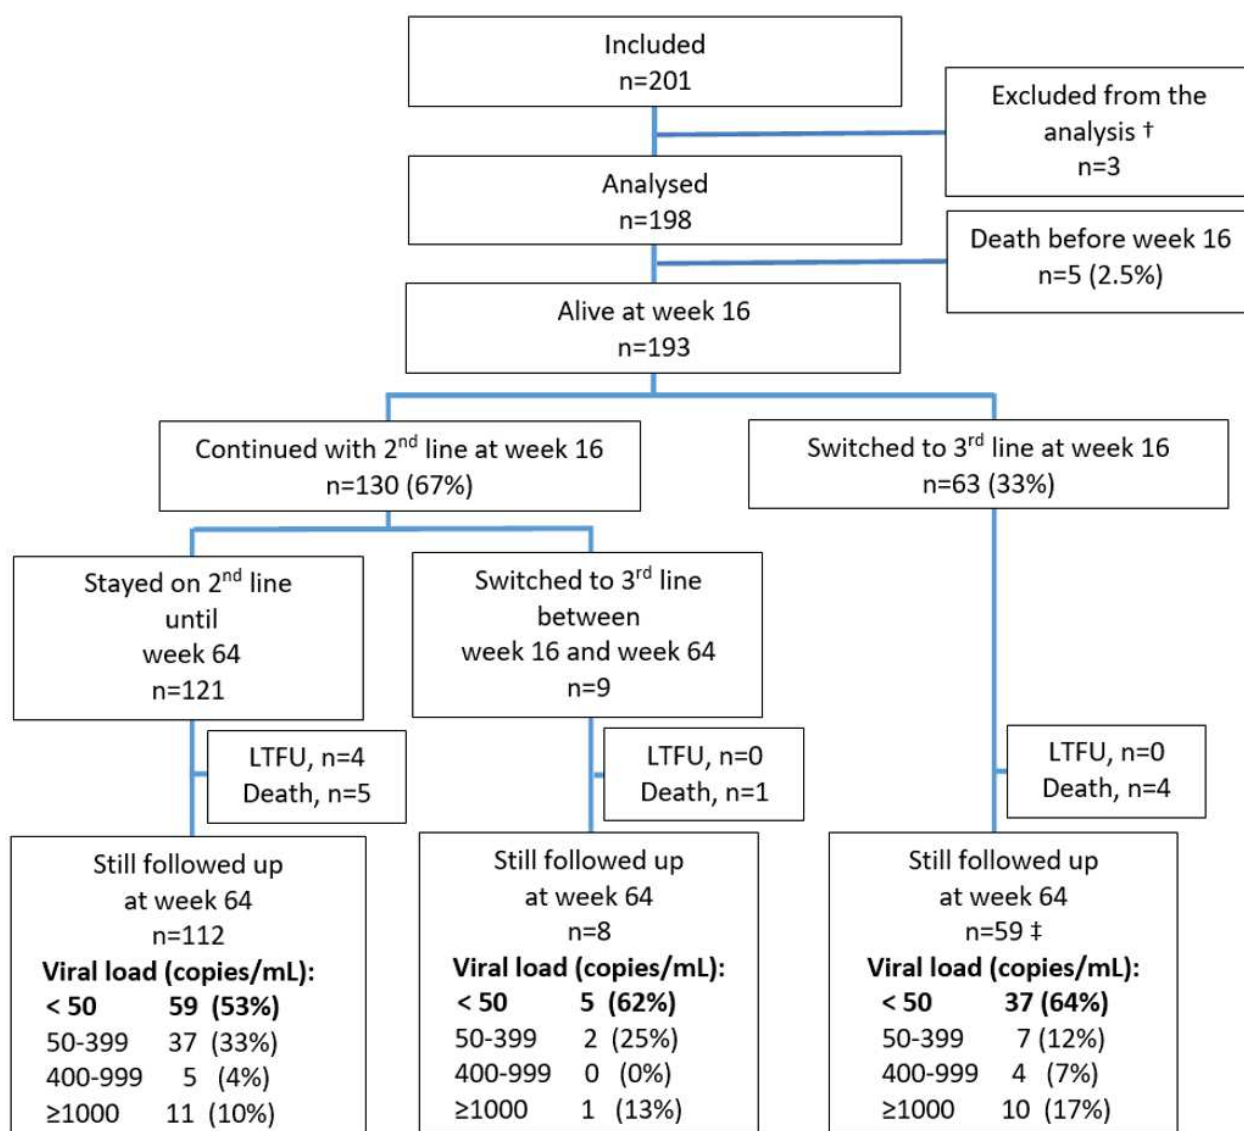 Included
n=201
Excluded from the
analysis †
n=3
Analysed
n=198
Death before week 16
n=5 (2.5%)
Alive at week 16
n=193
Continued with 2nd line at week 16
n=130 (67%)
Switched to 3rd line at week 16
n=63 (33%)
Stayed on 2nd line
until
week 64
n=121
Switched to 3rd line
between
week 16 and week 64
n=9
LTFU, n=4
Death, n=5
LTFU, n=0
Death, n=1
LTFU, n=0
Death, n=4
Still followed up
at week 64
n=112
Viral load (copies/mL):
< 50 59 (53%)
50-399 37 (33%)
400-999 5 (4%)
≥1000 11 (10%)
Still followed up
at week 64
n=8
Viral load (copies/mL):
< 50 5 (62%)
50-399 2 (25%)
400-999 0 (0%)
≥1000 1 (13%)
Still followed up
at week 64
n=59 ‡
Viral load (copies/mL):
< 50 37 (64%)
50-399 7 (12%)
400-999 4 (7%)
≥1000 10 (17%)